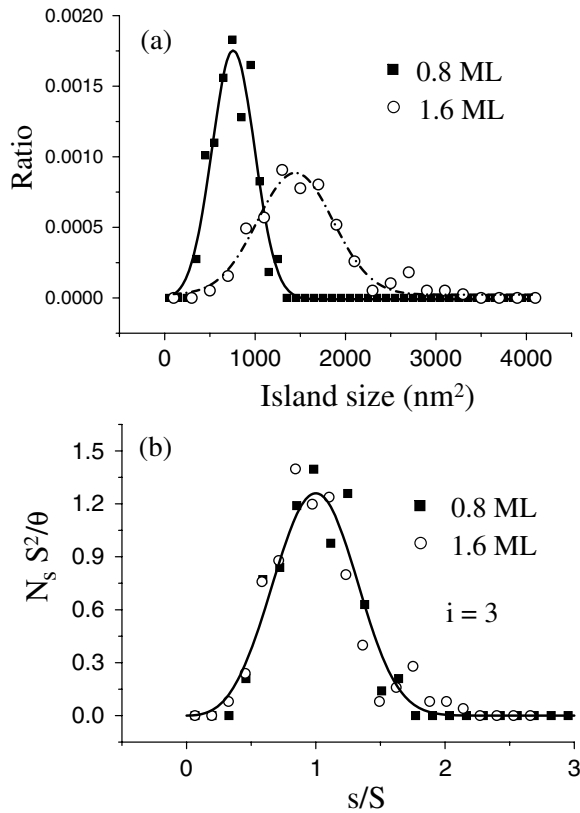 0.0020
(a)
0.8 ML
1.6 ML
0.0015
0.0010
0.0005
0.0000
Ratio
0 1000 2000 3000 4000
Island size (nm²)
(b)
1.5
1.2
0.9
0.6
0.3
0.0
N_s S²/θ
0.8 ML
1.6 ML
i = 3
0 1 2 3
s/S